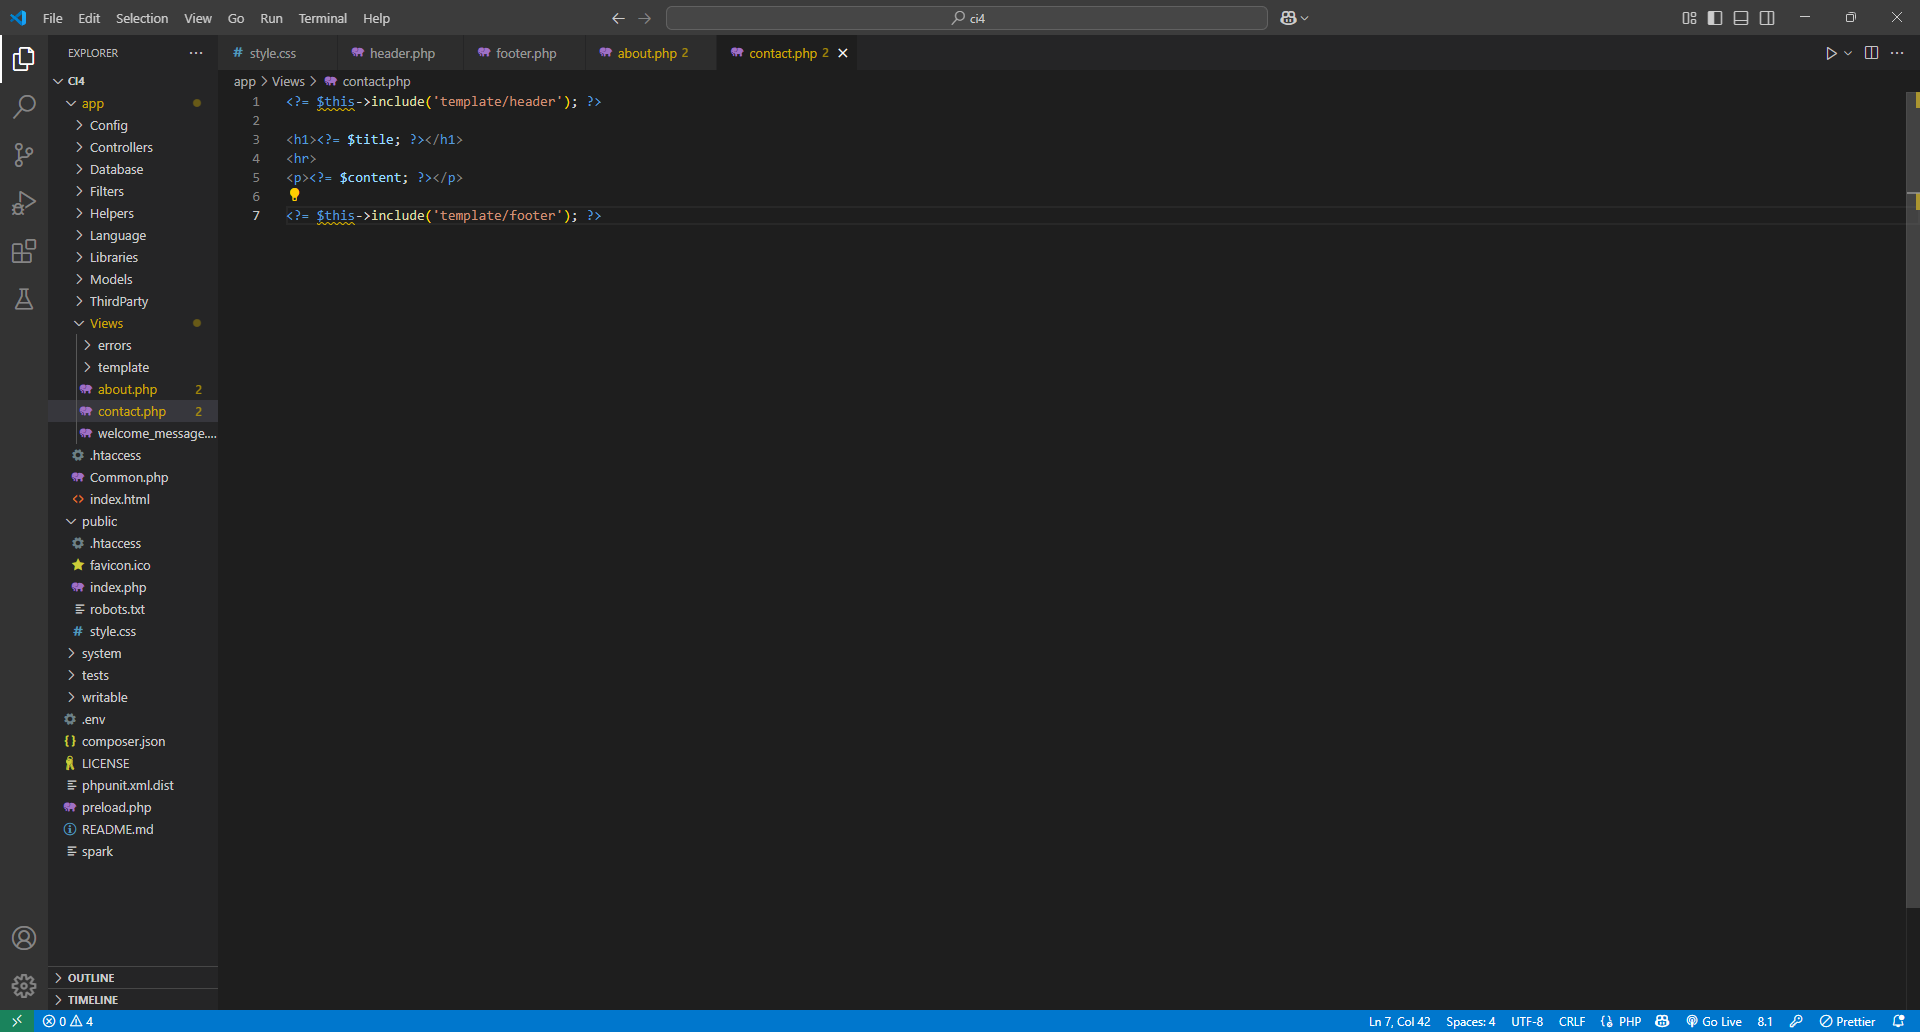 File Edit Selection View Go Run Terminal Help
ci4
EXPLORER
CI4
app
Config
Controllers
Database
Filters
Helpers
Language
Libraries
Models
ThirdParty
Views
errors
template
about.php 2
contact.php 2
welcome_message....
.htaccess
Common.php
index.html
public
.htaccess
favicon.ico
index.php
robots.txt
style.css
system
tests
writable
.env
composer.json
LICENSE
phpunit.xml.dist
preload.php
README.md
spark
OUTLINE
TIMELINE
style.css header.php footer.php about.php 2 contact.php 2
app > Views > contact.php
1 <?= $this->include('template/header'); ?>
2
3 <h1><?= $title; ?></h1>
4 <hr>
5 <p><?= $content; ?></p>
6
7 <?= $this->include('template/footer'); ?>
0 4 Ln 7, Col 42 Spaces: 4 UTF-8 CRLF PHP Go Live 8.1 Prettier